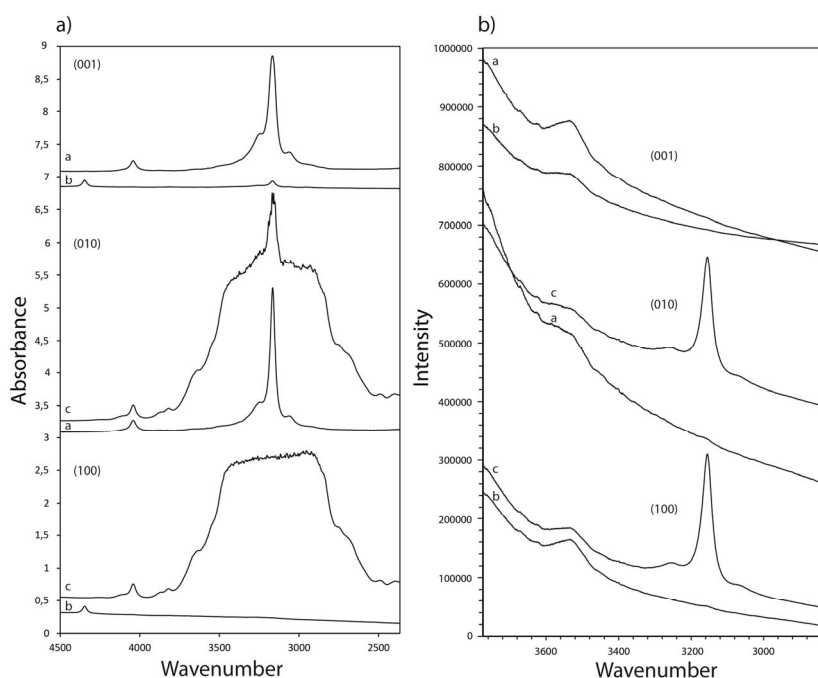 a)
9
8,5
8
7,5
7
6,5
6
5,5
5
4,5
4
3,5
3
2,5
2
1,5
1
0,5
0
Absorbance
(001)
a
b
(010)
c
a
(100)
c
b
4500 4000 3500 3000 2500
Wavenumber
b)
1000000
900000
800000
700000
600000
500000
400000
300000
200000
100000
0
Intensity
a
b
(001)
c
a
(010)
c
b
(100)
3600 3400 3200 3000
Wavenumber